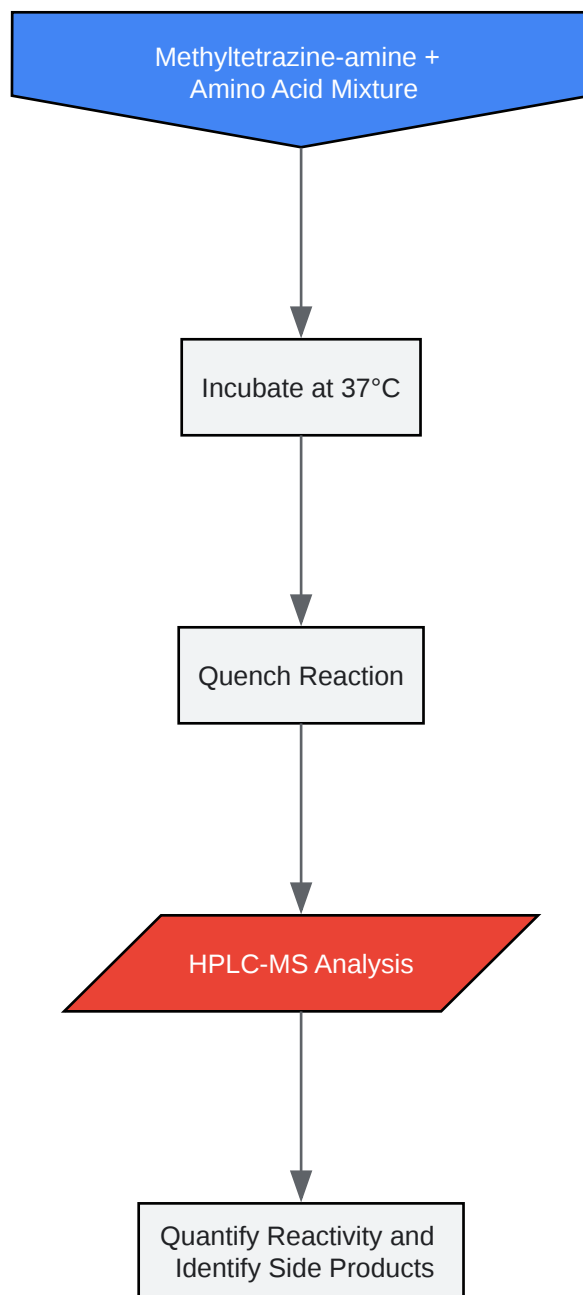 Methyltetrazine-amine +
Amino Acid Mixture
Incubate at 37°C
Quench Reaction
HPLC-MS Analysis
Quantify Reactivity and
Identify Side Products